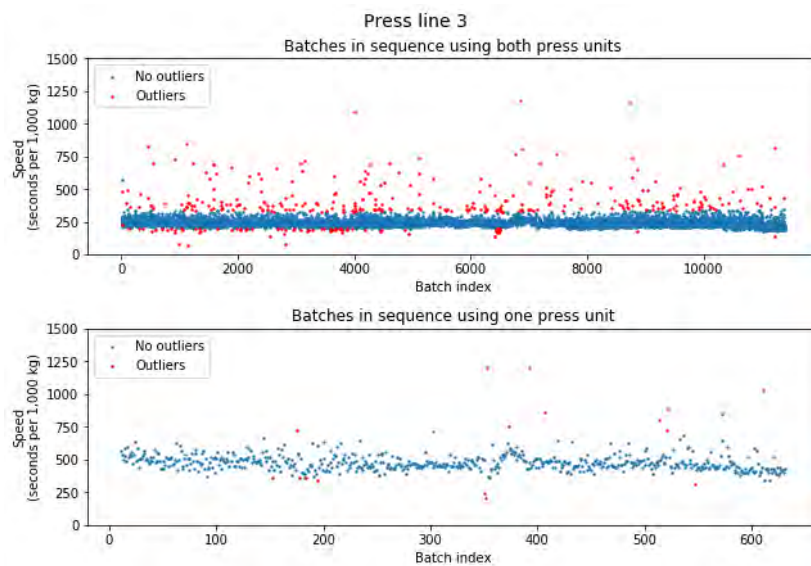 Press line 3
Batches in sequence using both press units
1500
1250
1000
750
500
250
0
Speed
(seconds per 1,000 kg)
No outliers
Outliers
0 2000 4000 6000 8000 10000
Batch index
Batches in sequence using one press unit
1500
1250
1000
750
500
250
0
Speed
(seconds per 1,000 kg)
No outliers
Outliers
0 100 200 300 400 500 600
Batch index